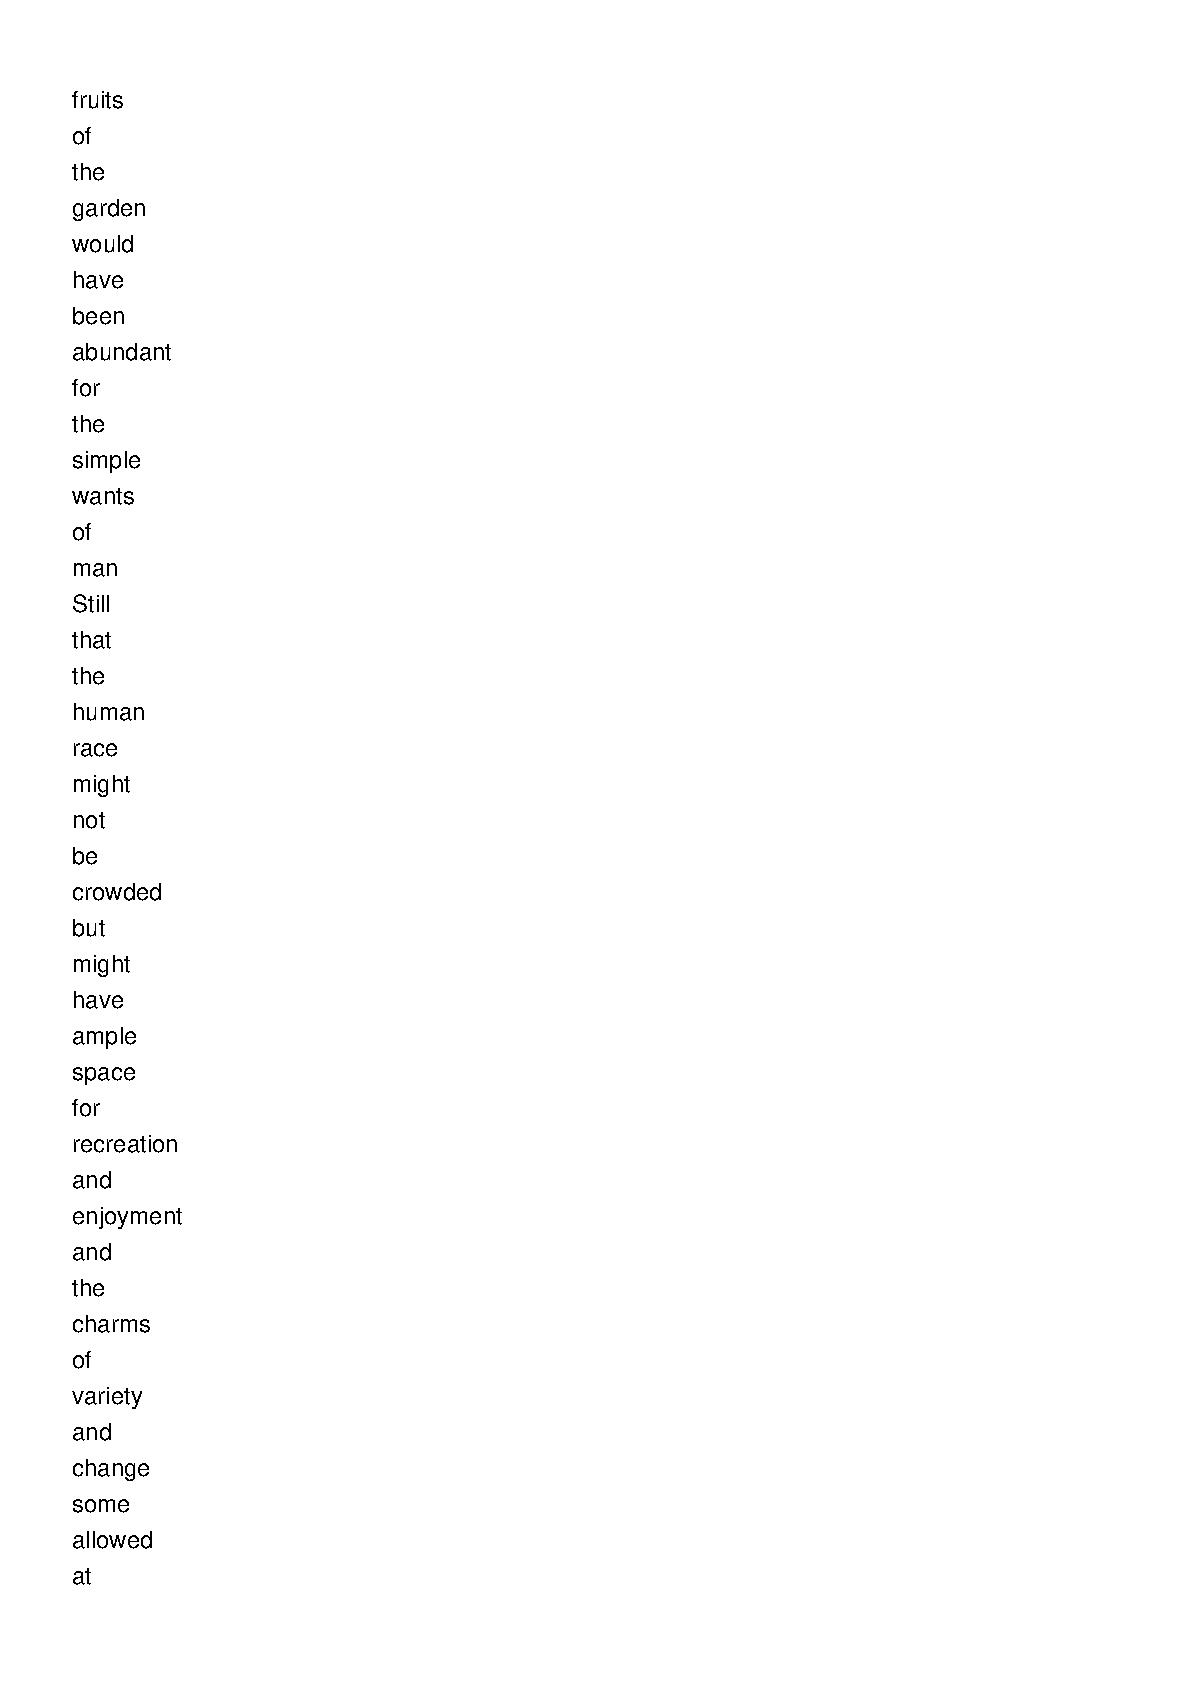 fruits
of
the
garden
would
have
been
abundant
for
the
simple
wants
of
man
Still
that
the
human
race
might
not
be
crowded
but
might
have
ample
space
for
recreation
and
enjoyment
and
the
charms
of
variety
and
change
some
allowed
at